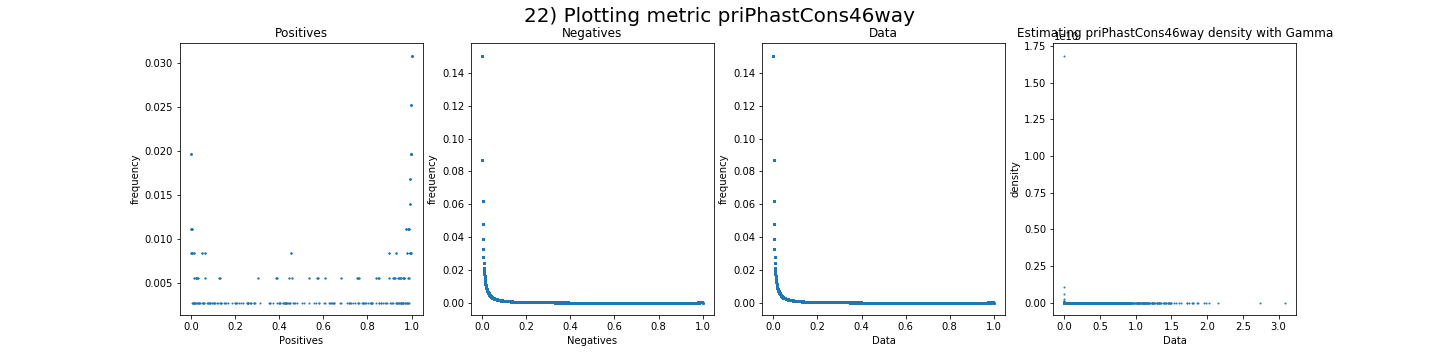 22) Plotting metric priPhastCons46way
Positives
0.030
0.025
0.020
0.015
0.010
0.005
frequency
0.0 0.2 0.4 0.6 0.8 1.0
Positives
Negatives
0.14
0.12
0.10
0.08
0.06
0.04
0.02
0.00
frequency
0.0 0.2 0.4 0.6 0.8 1.0
Negatives
Data
0.14
0.12
0.10
0.08
0.06
0.04
0.02
0.00
frequency
0.0 0.2 0.4 0.6 0.8 1.0
Data
Estimating priPhastCons46way density with Gamma
1.75
1.50
1.25
1.00
0.75
0.50
0.25
0.00
density
0.0 0.5 1.0 1.5 2.0 2.5 3.0
Data